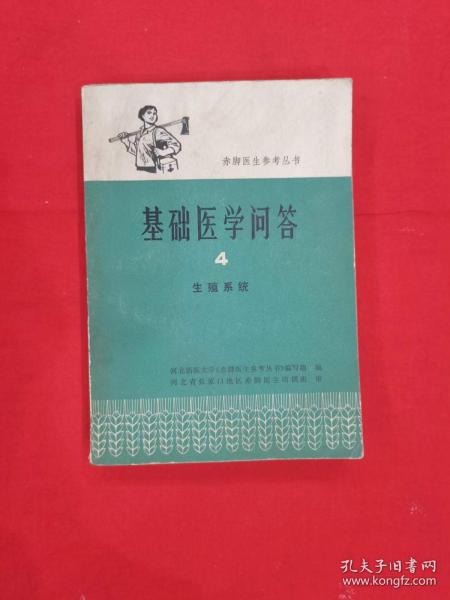 赤脚医生参考丛书
基础医学问答
4
生殖系统
河北新医大学《赤脚医生参考丛书》编写组 编
河北省张家口地区赤脚医生培训班 审
孔夫子旧书网
www.kongfz.com